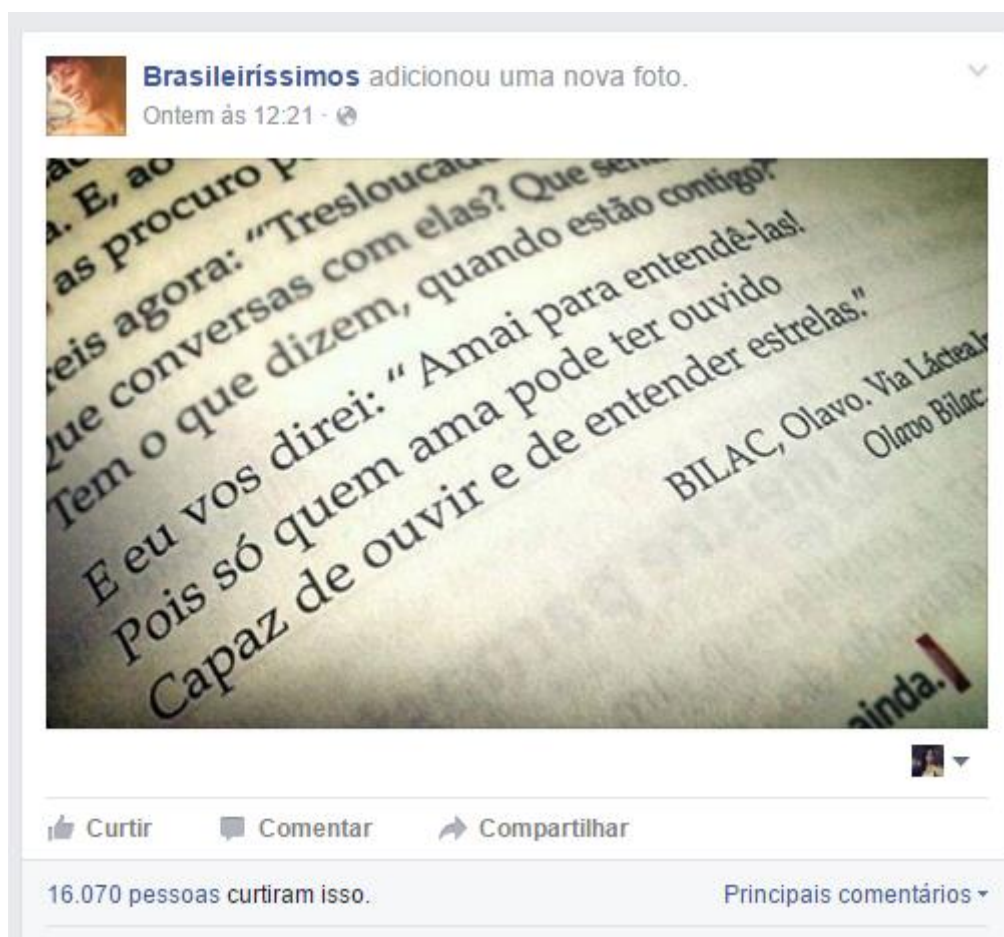 Brasileiríssimos adicionou uma nova foto.
Ontem às 12:21
a. E, ao
as procuro
eis agora: "Tresloucad
que conversas com elas? Que
Tem o que dizem, quando estão contigo?"
E eu vos direi: "Amai para entendê-las!
Pois só quem ama pode ter ouvido
Capaz de ouvir e de entender estrelas."
BILAC, Olavo. Via Láctea.
Olavo Bilac.
ainda.
Curtir Comentar Compartilhar
16.070 pessoas curtiram isso. Principais comentários